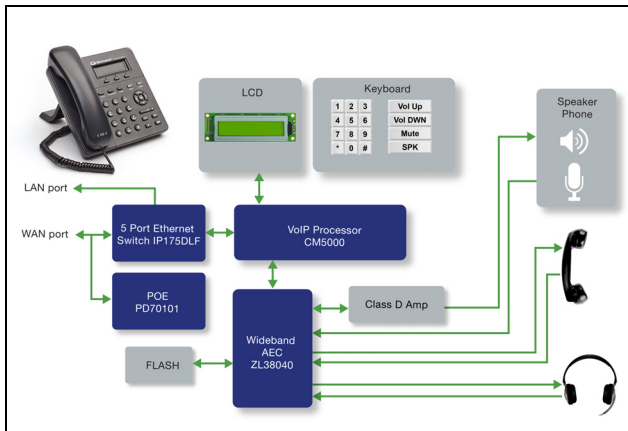 LCD
Keyboard
1 2 3
4 5 6
7 8 9
* 0 #
Vol Up
Vol DWN
Mute
SPK
Speaker
Phone
LAN port
WAN port
5 Port Ethernet
Switch IP175DLF
VoIP Processor
CM5000
POE
PD70101
Wideband
AEC
ZL38040
Class D Amp
FLASH